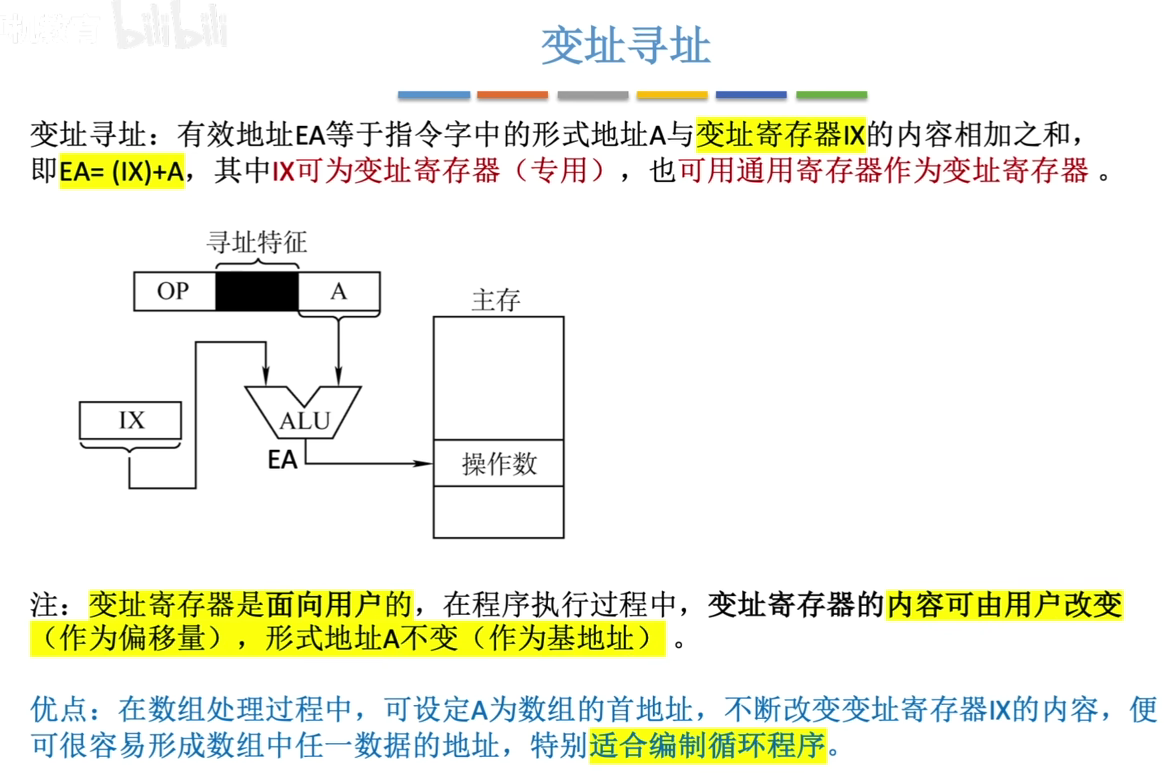 bilibili
变址寻址
变址寻址：有效地址EA等于指令字中的形式地址A与变址寄存器IX的内容相加之和，
即EA= (IX)+A，其中IX可为变址寄存器（专用），也可用通用寄存器作为变址寄存器 。
寻址特征
OP
A
主存
IX
ALU
EA
操作数
注：变址寄存器是面向用户的，在程序执行过程中，变址寄存器的内容可由用户改变
（作为偏移量），形式地址A不变（作为基地址） 。
优点：在数组处理过程中，可设定A为数组的首地址，不断改变变址寄存器IX的内容，便
可很容易形成数组中任一数据的地址，特别适合编制循环程序。